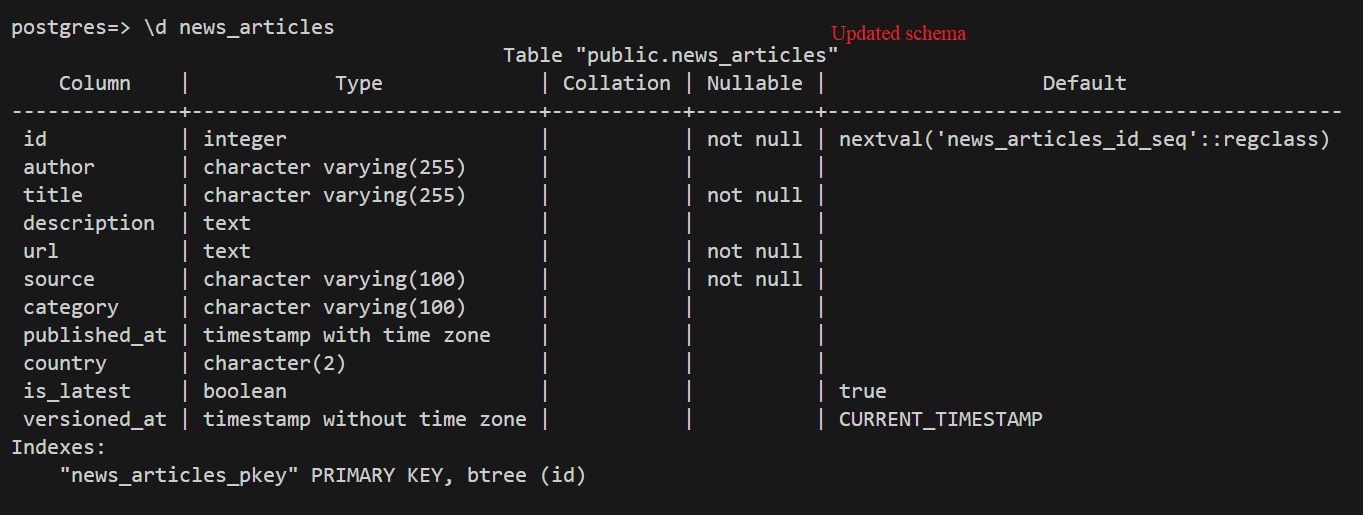 postgres=> \d news_articles
Updated schema
                                         Table "public.news_articles"
    Column    |            Type             | Collation | Nullable |                  Default
--------------+-----------------------------+-----------+----------+-------------------------------------------
 id           | integer                     |           | not null | nextval('news_articles_id_seq'::regclass)
 author       | character varying(255)      |           |          |
 title        | character varying(255)      |           | not null |
 description  | text                        |           |          |
 url          | text                        |           | not null |
 source       | character varying(100)      |           | not null |
 category     | character varying(100)      |           |          |
 published_at | timestamp with time zone    |           |          |
 country      | character(2)                |           |          |
 is_latest    | boolean                     |           |          | true
 versioned_at | timestamp without time zone |           |          | CURRENT_TIMESTAMP
Indexes:
    "news_articles_pkey" PRIMARY KEY, btree (id)